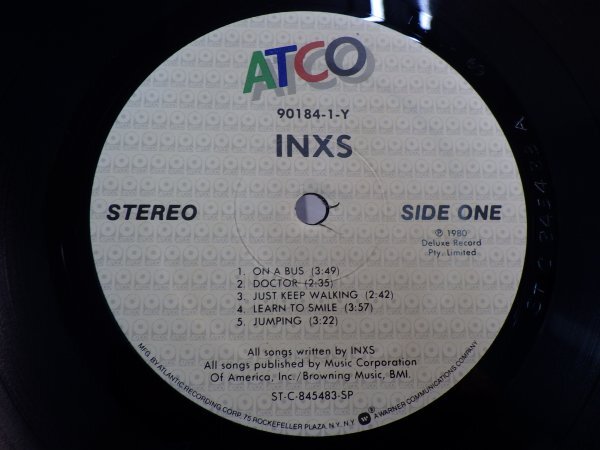 ATCO
90184-1-Y
INXS
STEREO
SIDE ONE
℗ 1980
Deluxe Record
Pty. Limited
1. ON A BUS (3:49)
2. DOCTOR (2:35)
3. JUST KEEP WALKING (2:42)
4. LEARN TO SMILE (3:57)
5. JUMPING (3:22)
All songs written by INXS
All songs published by Music Corporation
Of America, Inc./Browning Music, BMI.
ST-C-845483-SP
MFG. BY ATLANTIC RECORDING CORP. 75 ROCKEFELLER PLAZA, N.Y. N.Y. ® A WARNER COMMUNICATIONS COMPANY